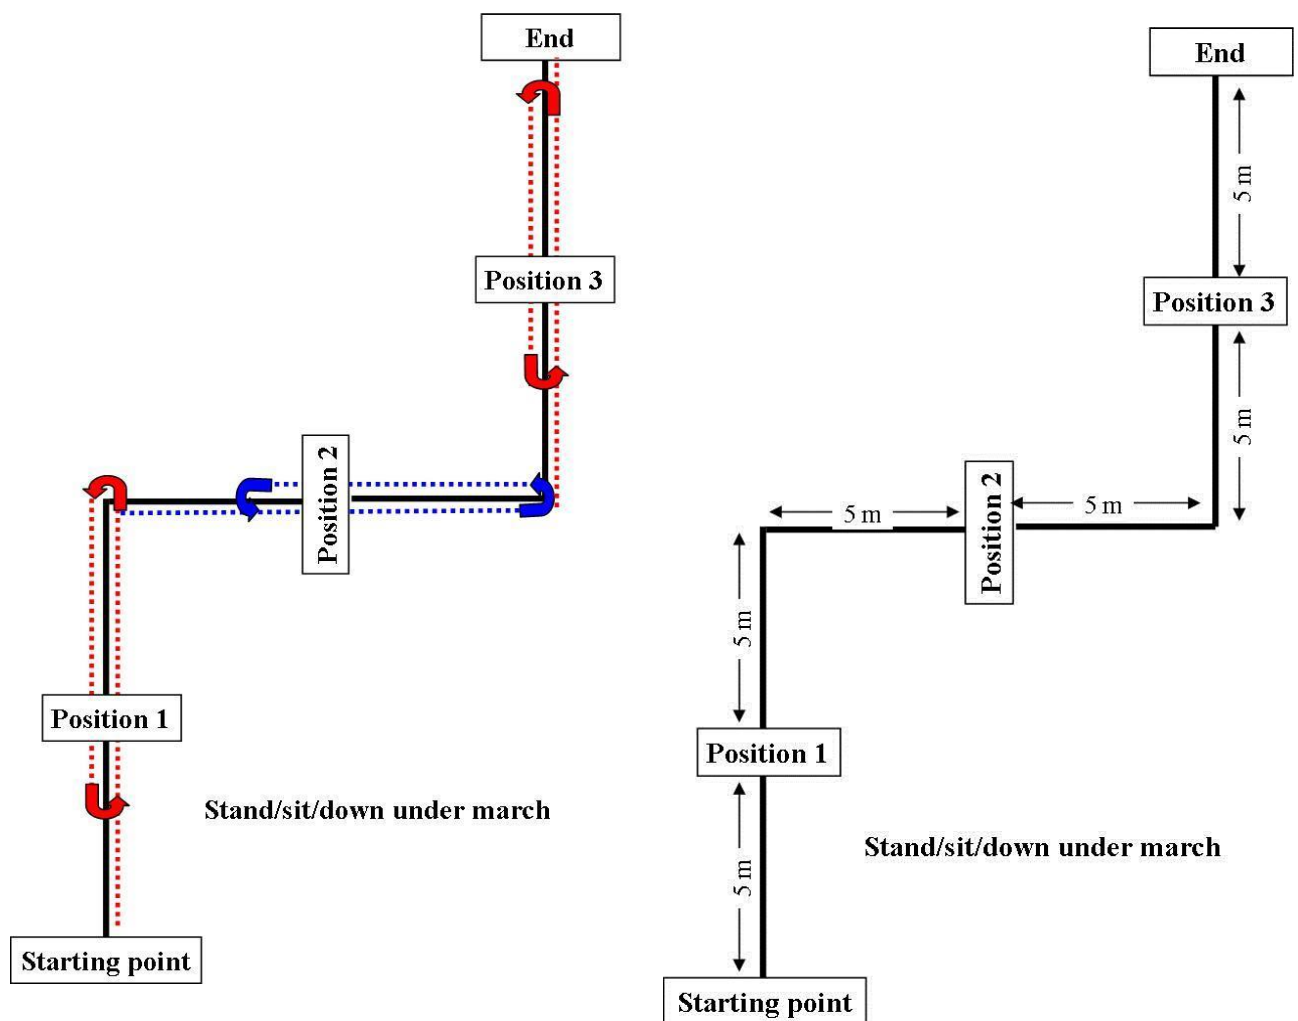 End
Position 3
Position 2
Position 1
Stand/sit/down under march
Starting point
End
5 m
Position 3
5 m
5 m
Position 2
5 m
5 m
Position 1
Stand/sit/down under march
5 m
Starting point